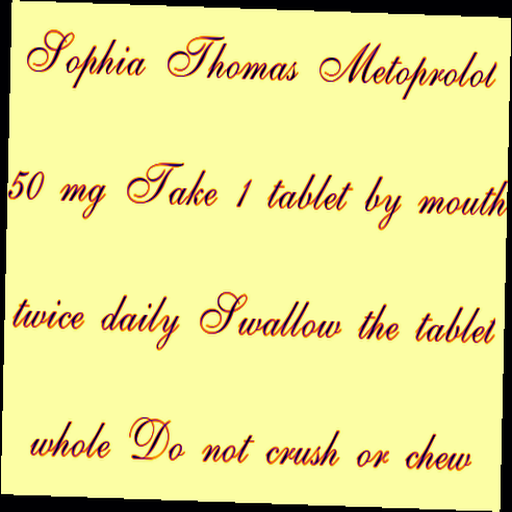 Sophia Thomas Metoprolol
50 mg Take 1 tablet by mouth
twice daily Swallow the tablet
whole Do not crush or chew